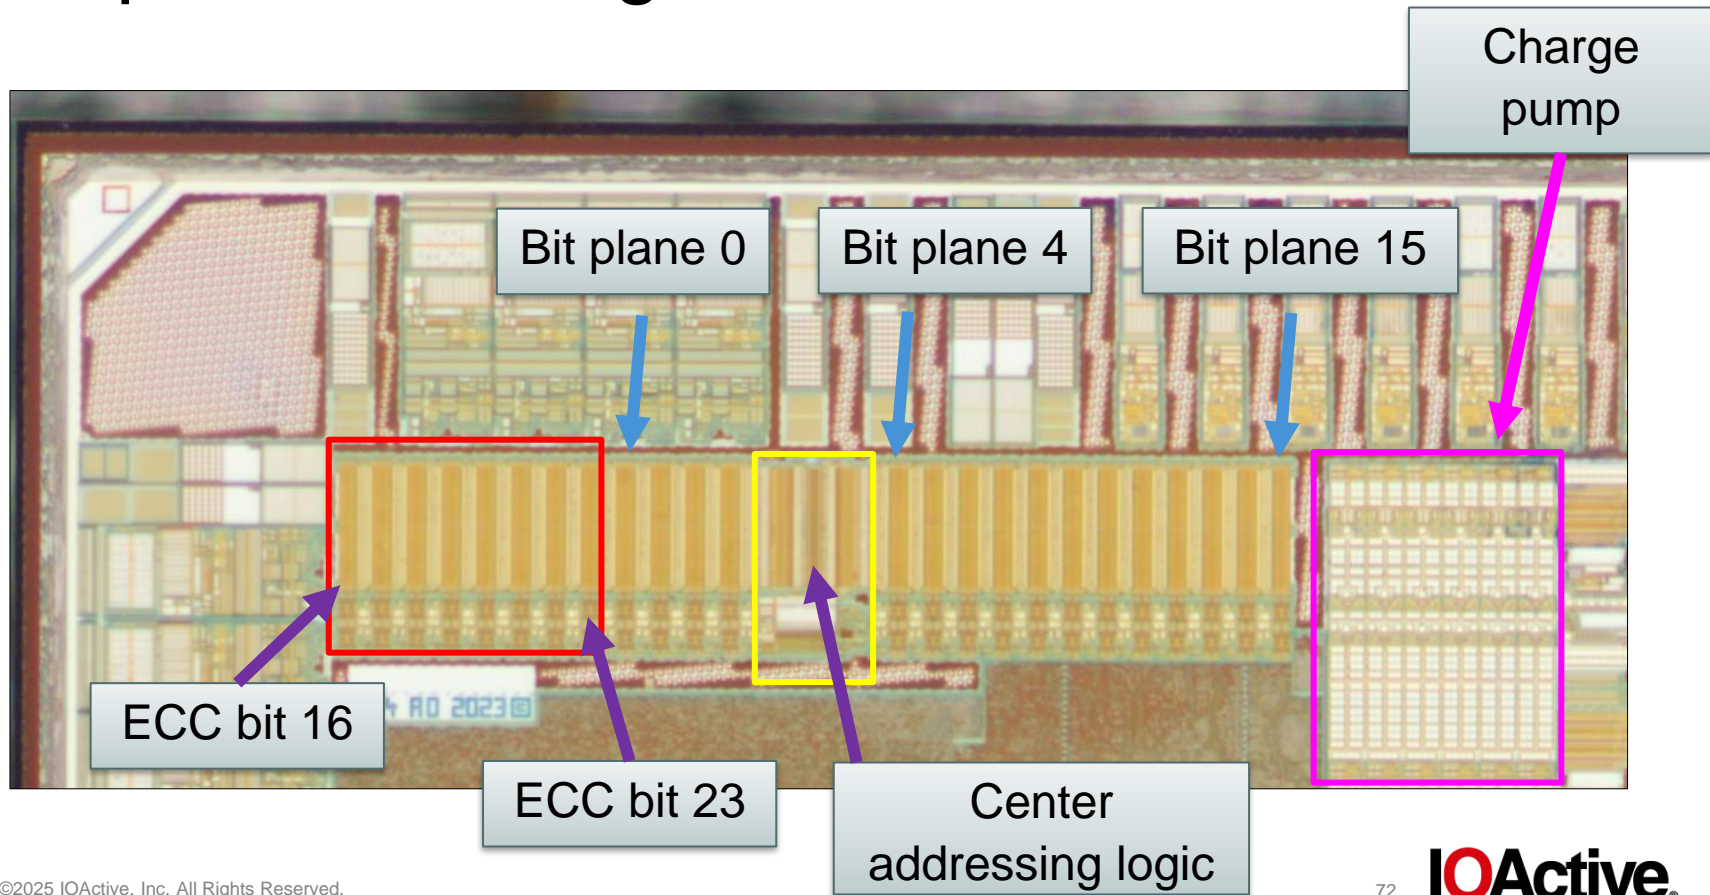 Charge
pump
Bit plane 0
Bit plane 4
Bit plane 15
ECC bit 16
A0 2023©
ECC bit 23
Center
addressing logic
©2025 IOActive, Inc. All Rights Reserved.
72
IOActive®